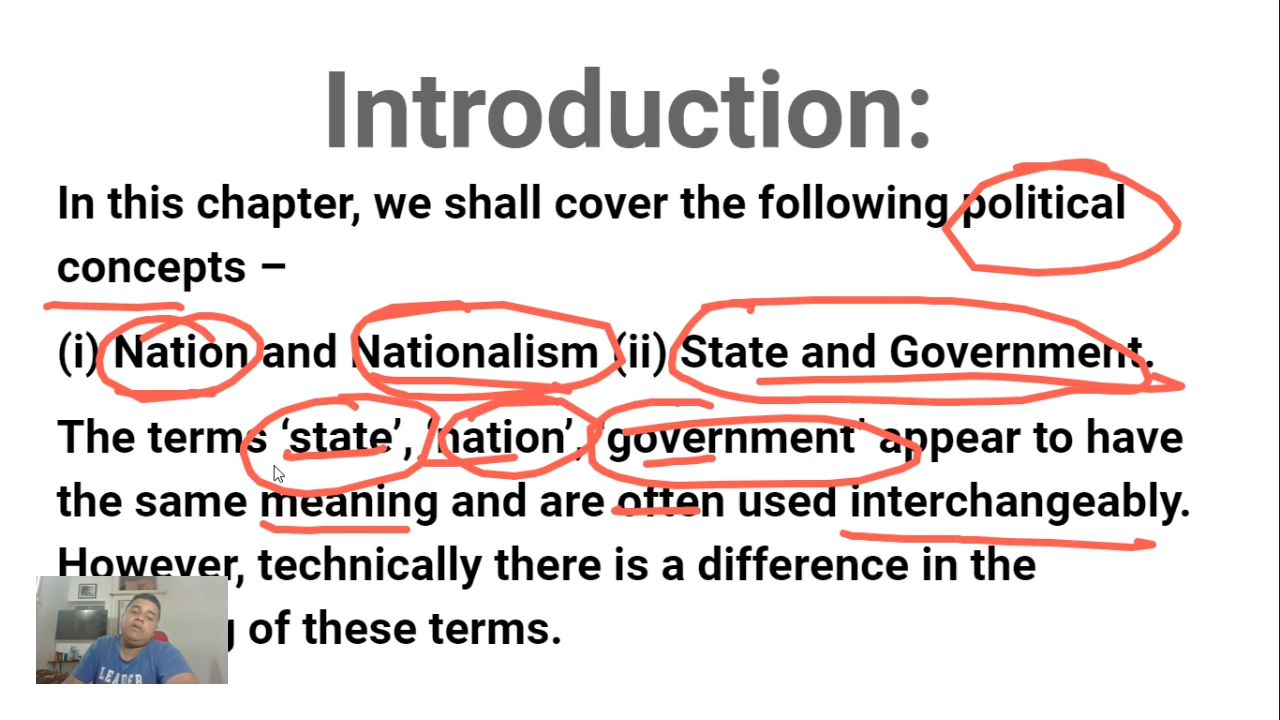 Introduction:
In this chapter, we shall cover the following political
concepts –
(i) Nation and Nationalism (ii) State and Government.
The terms ‘state’, ‘nation’, ‘government’ appear to have
the same meaning and are often used interchangeably.
However, technically there is a difference in the
of these terms.
LEADER